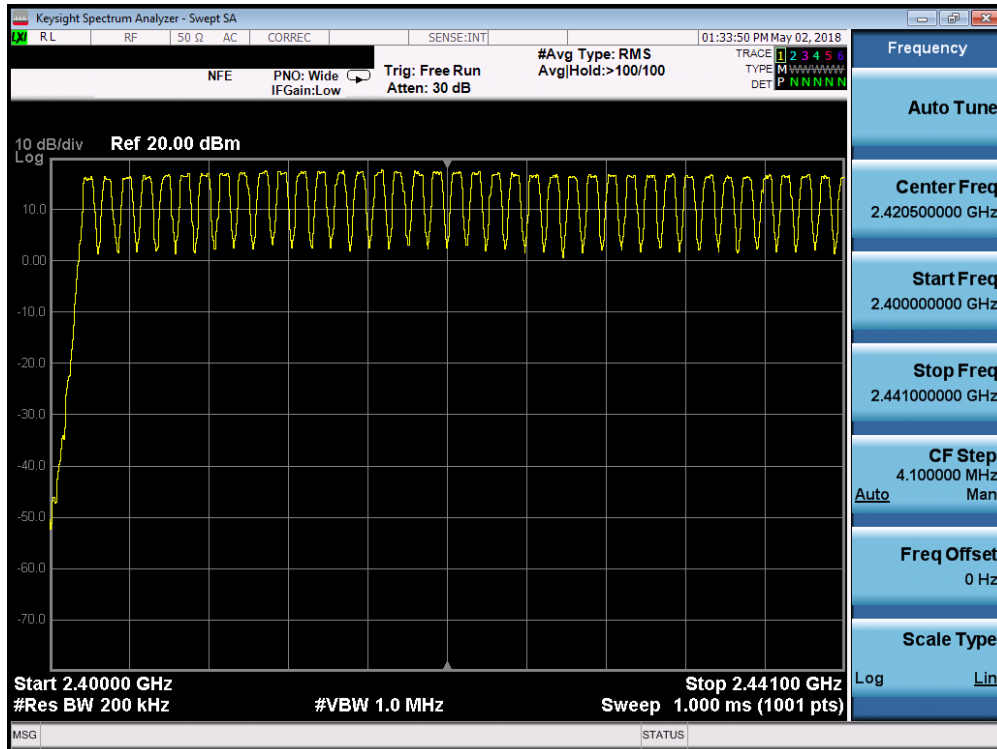 Keysight Spectrum Analyzer - Swept SA
LXI RL RF 50 Ω AC CORREC SENSE:INT 01:33:50 PM May 02, 2018
NFE PNO: Wide Trig: Free Run #Avg Type: RMS TRACE 1 2 3 4 5 6
IFGain:Low Atten: 30 dB Avg|Hold:>100/100 TYPE M WWWWW
DET P N N N N N
10 dB/div Ref 20.00 dBm
Log
10.0
0.00
-10.0
-20.0
-30.0
-40.0
-50.0
-60.0
-70.0
Start 2.40000 GHz Stop 2.44100 GHz
#Res BW 200 kHz #VBW 1.0 MHz Sweep 1.000 ms (1001 pts)
MSG STATUS
Frequency
Auto Tune
Center Freq
2.420500000 GHz
Start Freq
2.400000000 GHz
Stop Freq
2.441000000 GHz
CF Step
4.100000 MHz
Auto Man
Freq Offset
0 Hz
Scale Type
Log Lin